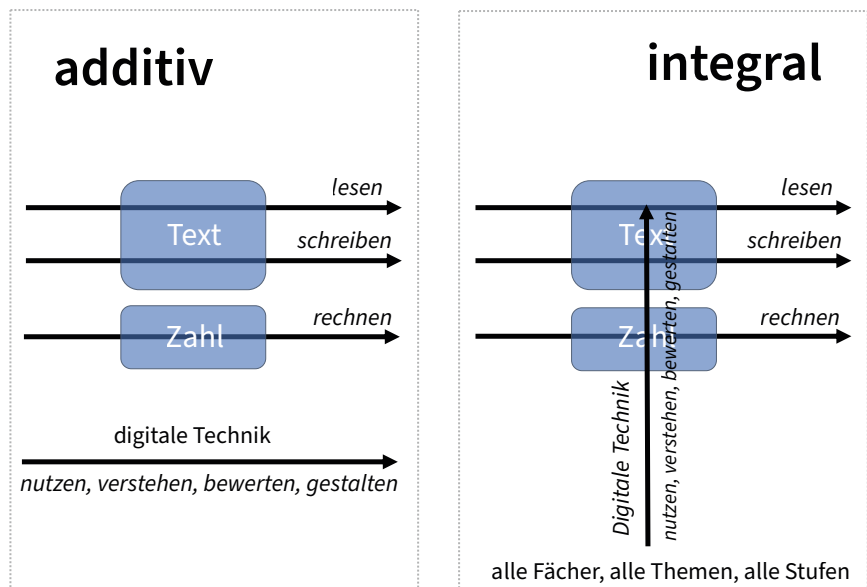 additiv
lesen
Text
schreiben
rechnen
Zahl
digitale Technik
nutzen, verstehen, bewerten, gestalten
integral
lesen
Text
schreiben
rechnen
Zahl
Digitale Technik
nutzen, verstehen, bewerten, gestalten
alle Fächer, alle Themen, alle Stufen